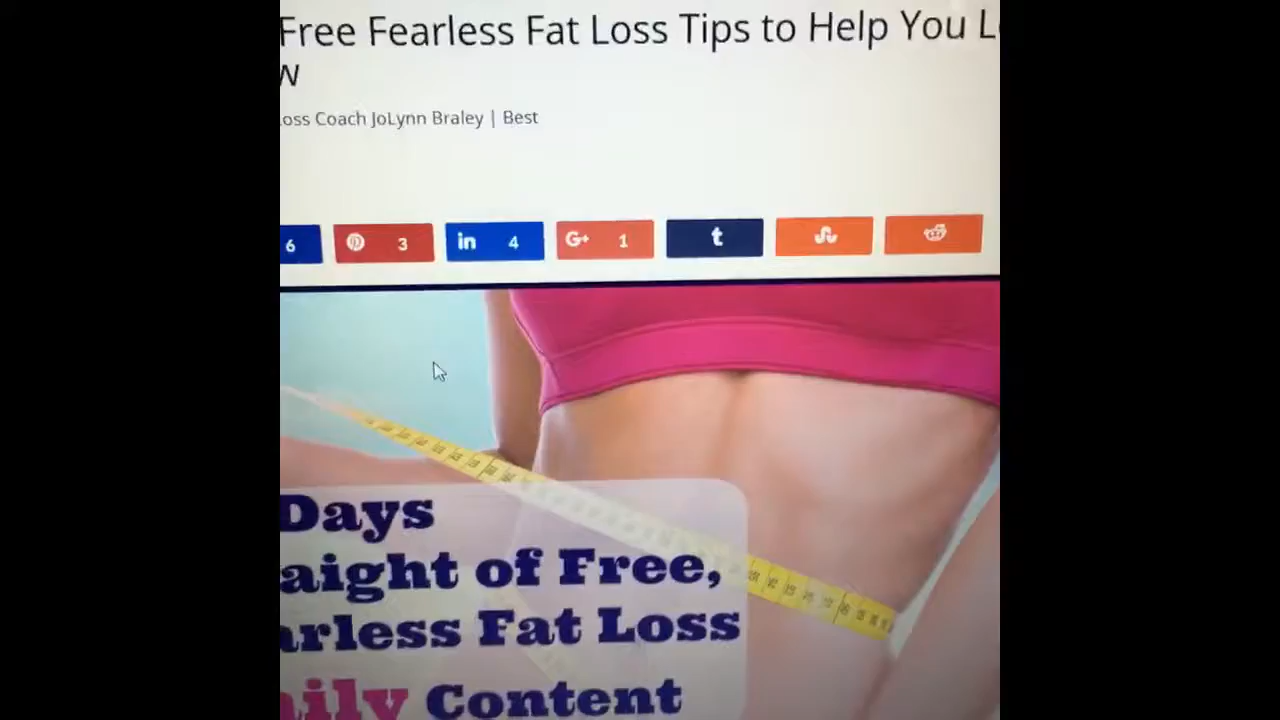 Free Fearless Fat Loss Tips to Help You L
w
oss Coach JoLynn Braley | Best
6 3 in 4 G+ 1 t
Days
aight of Free,
arless Fat Loss
aily Content